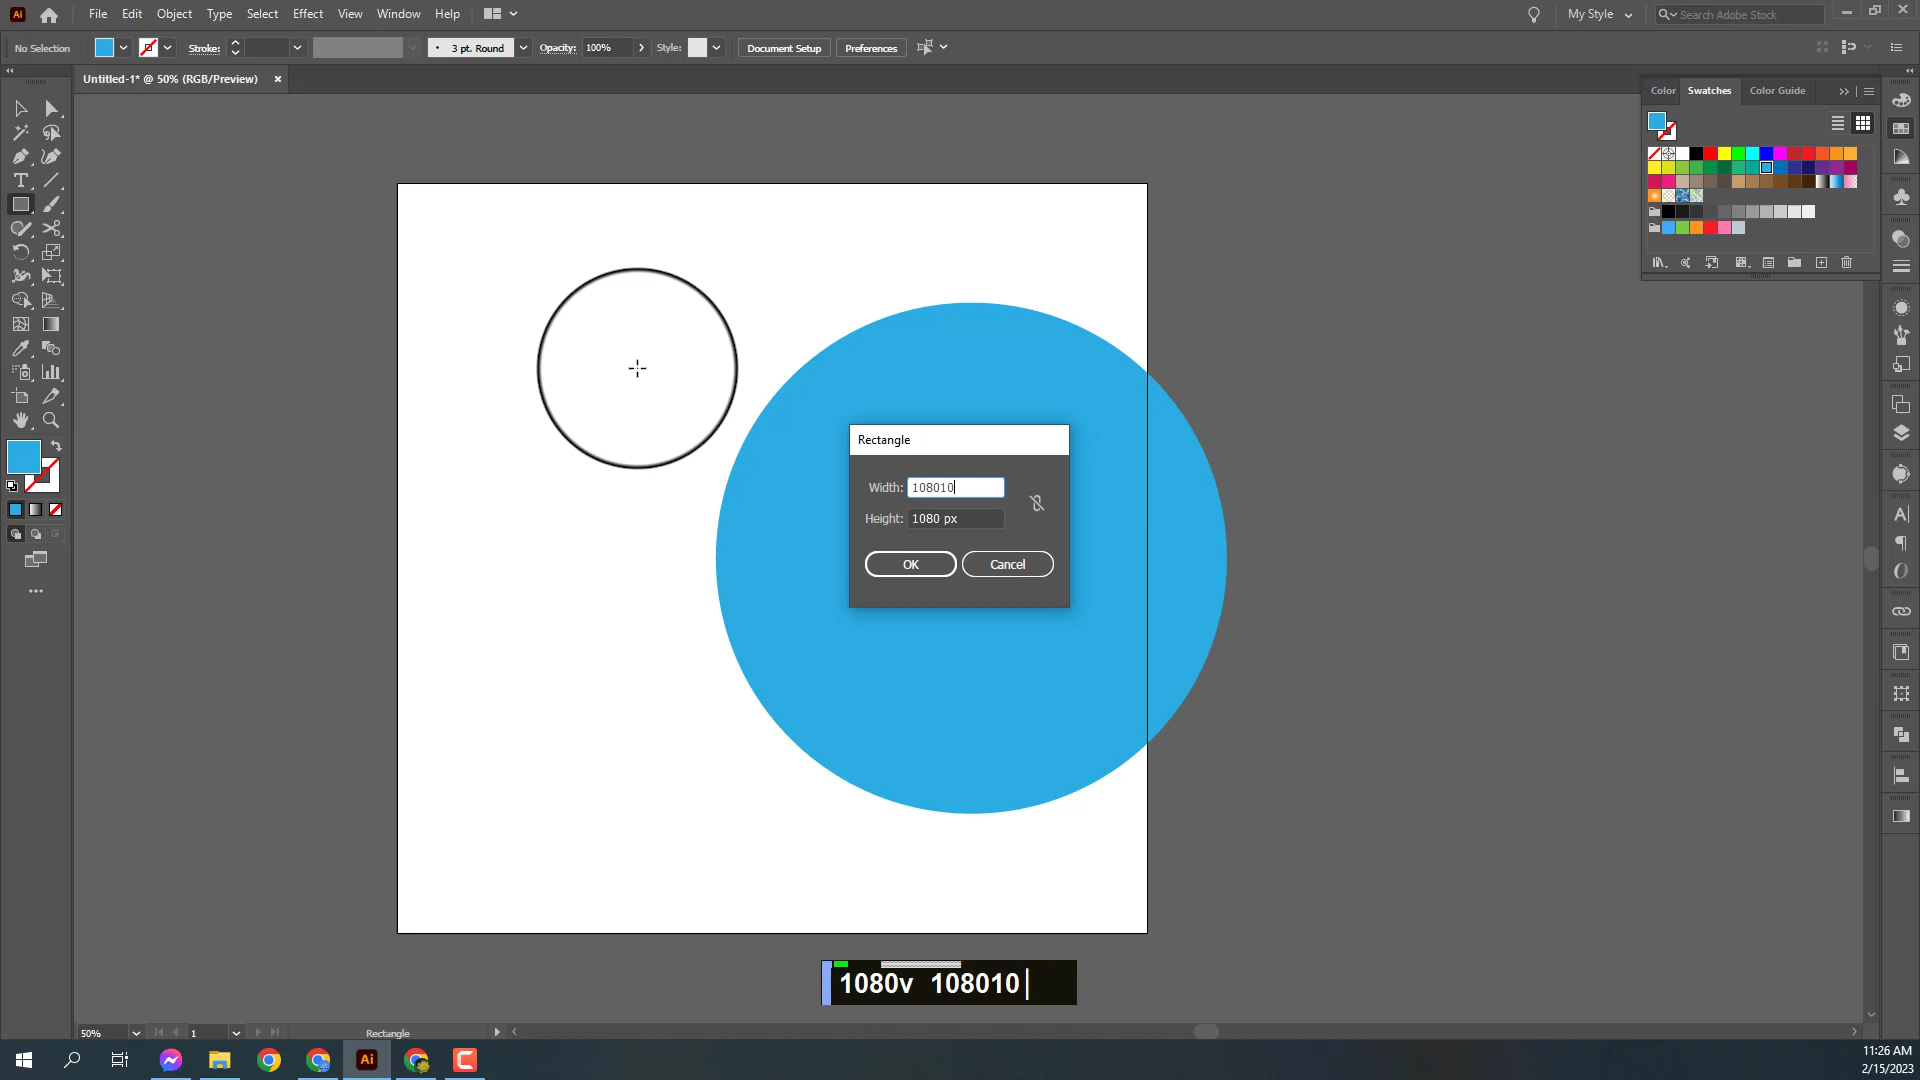 Ai File Edit Object Type Select Effect View Window Help My Style Search Adobe Stock
No Selection Stroke: 3 pt. Round Opacity: 100% Style: Document Setup Preferences
Untitled-1* @ 50% (RGB/Preview)
Color Swatches Color Guide
Rectangle
Width: 108010
Height: 1080 px
OK Cancel
1080v 108010
50% 1 Rectangle
Ai
11:26 AM
2/15/2023